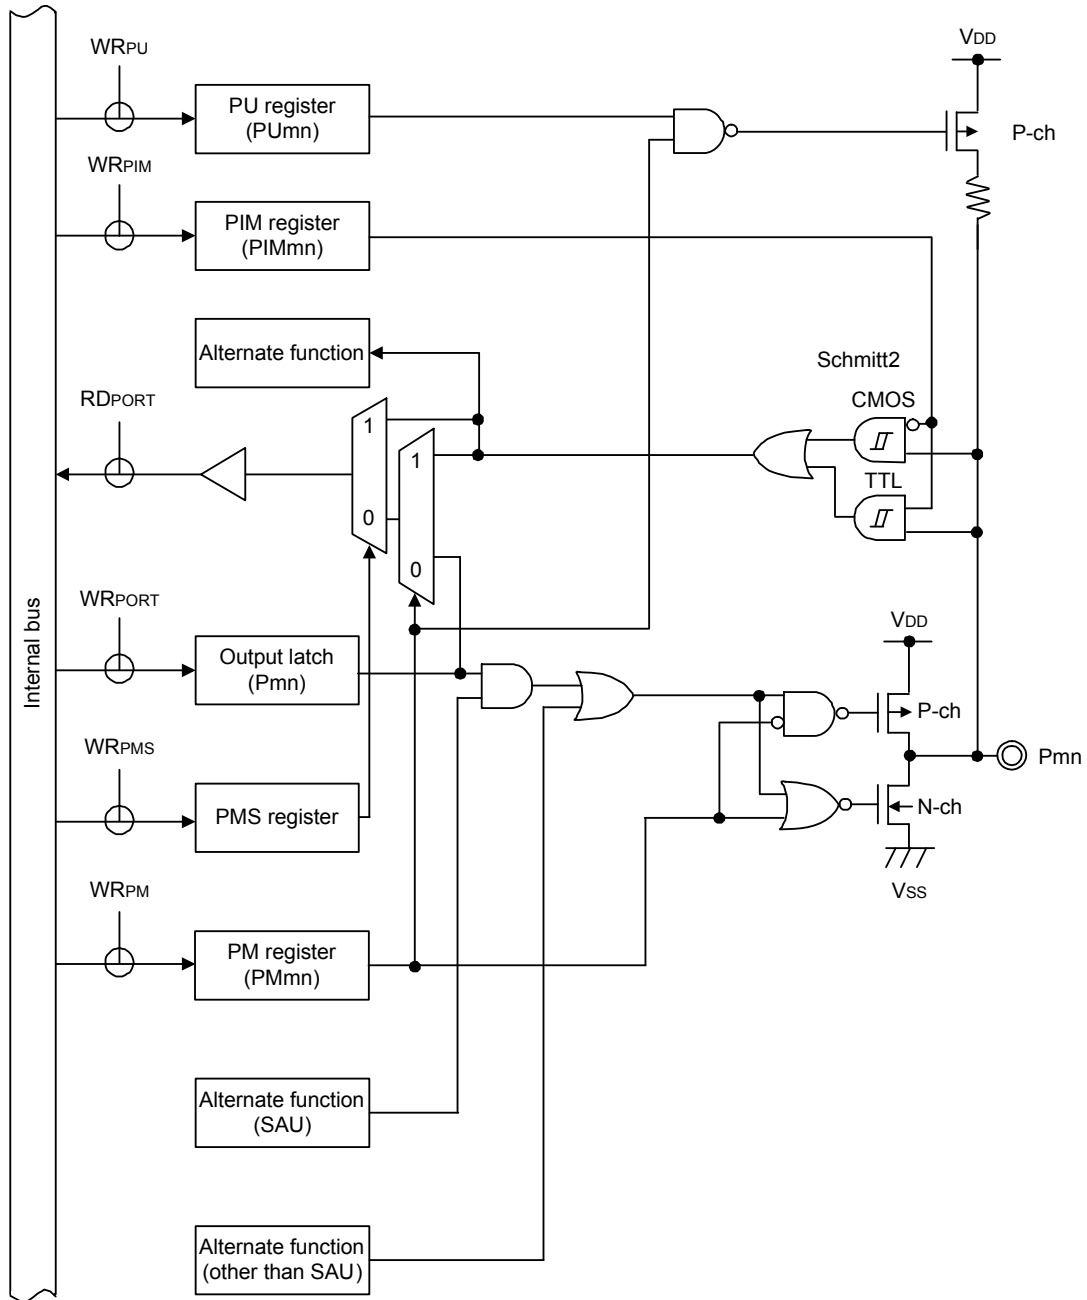 WRPU
VDD
PU register
(PUmn)
P-ch
WRPIM
PIM register
(PIMmn)
Alternate function
Schmitt2
CMOS
RDPORT
1
1
TTL
0
0
Internal bus
WRPORT
VDD
Output latch
(Pmn)
P-ch
WRPMS
Pmn
PMS register
N-ch
WRPM
VSS
PM register
(PMmn)
Alternate function
(SAU)
Alternate function
(other than SAU)